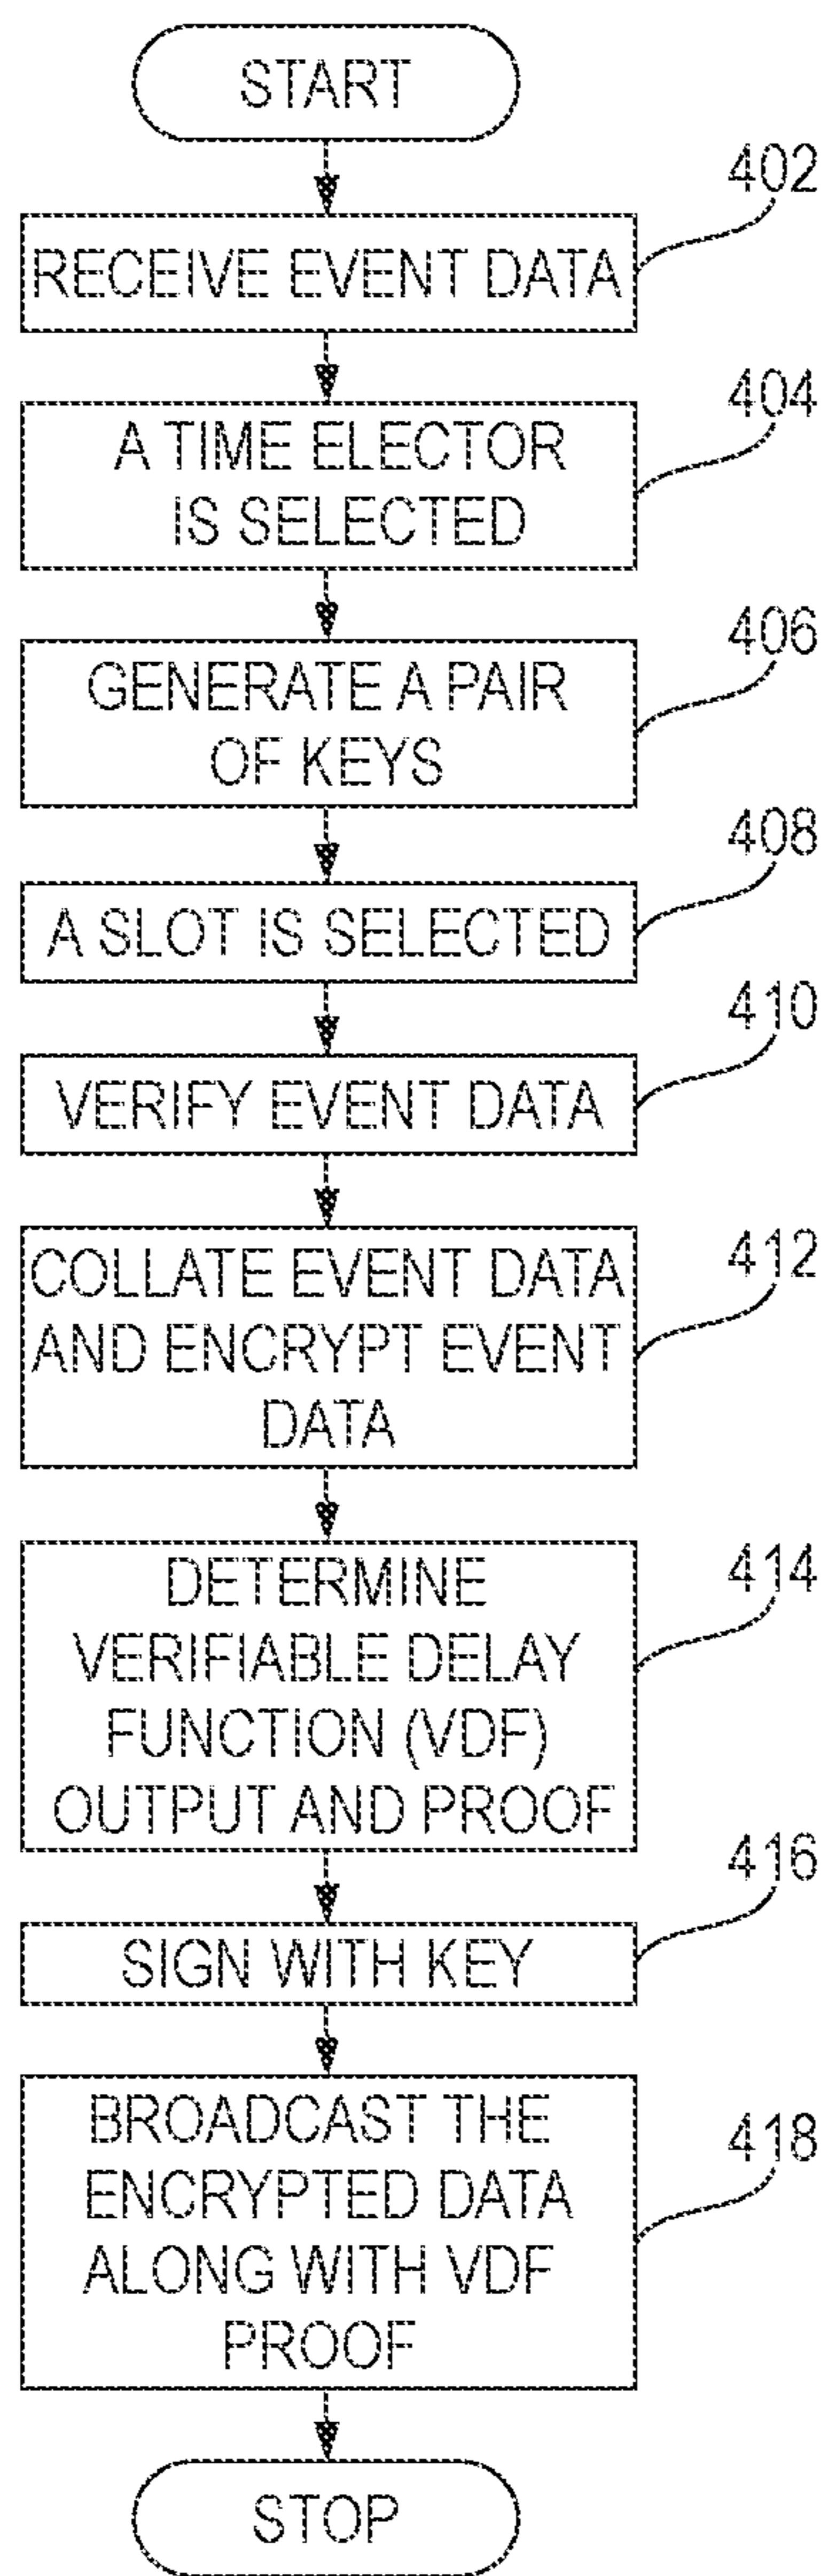 START
402
RECEIVE EVENT DATA
404
A TIME ELECTOR
IS SELECTED
406
GENERATE A PAIR
OF KEYS
408
A SLOT IS SELECTED
410
VERIFY EVENT DATA
412
COLLATE EVENT DATA
AND ENCRYPT EVENT
DATA
414
DETERMINE
VERIFIABLE DELAY
FUNCTION (VDF)
OUTPUT AND PROOF
416
SIGN WITH KEY
418
BROADCAST THE
ENCRYPTED DATA
ALONG WITH VDF
PROOF
STOP